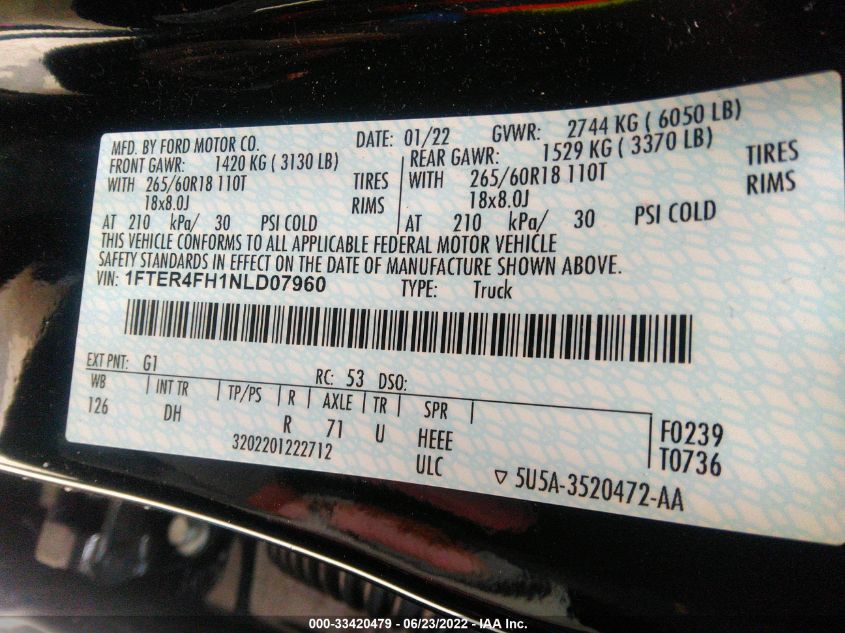 MFD. BY FORD MOTOR CO. DATE: 01/22 GVWR: 2744 KG ( 6050 LB)
FRONT GAWR: 1420 KG ( 3130 LB) REAR GAWR: 1529 KG ( 3370 LB)
WITH 265/60R18 110T TIRES WITH 265/60R18 110T TIRES
18x8.0J RIMS 18x8.0J RIMS
AT 210 kPa/ 30 PSI COLD AT 210 kPa/ 30 PSI COLD
THIS VEHICLE CONFORMS TO ALL APPLICABLE FEDERAL MOTOR VEHICLE
SAFETY STANDARDS IN EFFECT ON THE DATE OF MANUFACTURE SHOWN ABOVE.
VIN: 1FTER4FH1NLD07960 TYPE: Truck
EXT PNT: G1 RC: 53 DSO:
WB INT TR TP/PS R AXLE TR SPR
126 DH R 71 U HEEE F0239
3202201222712 ULC T0736
5U5A-3520472-AA
000-33420479 - 06/23/2022 - IAA Inc.